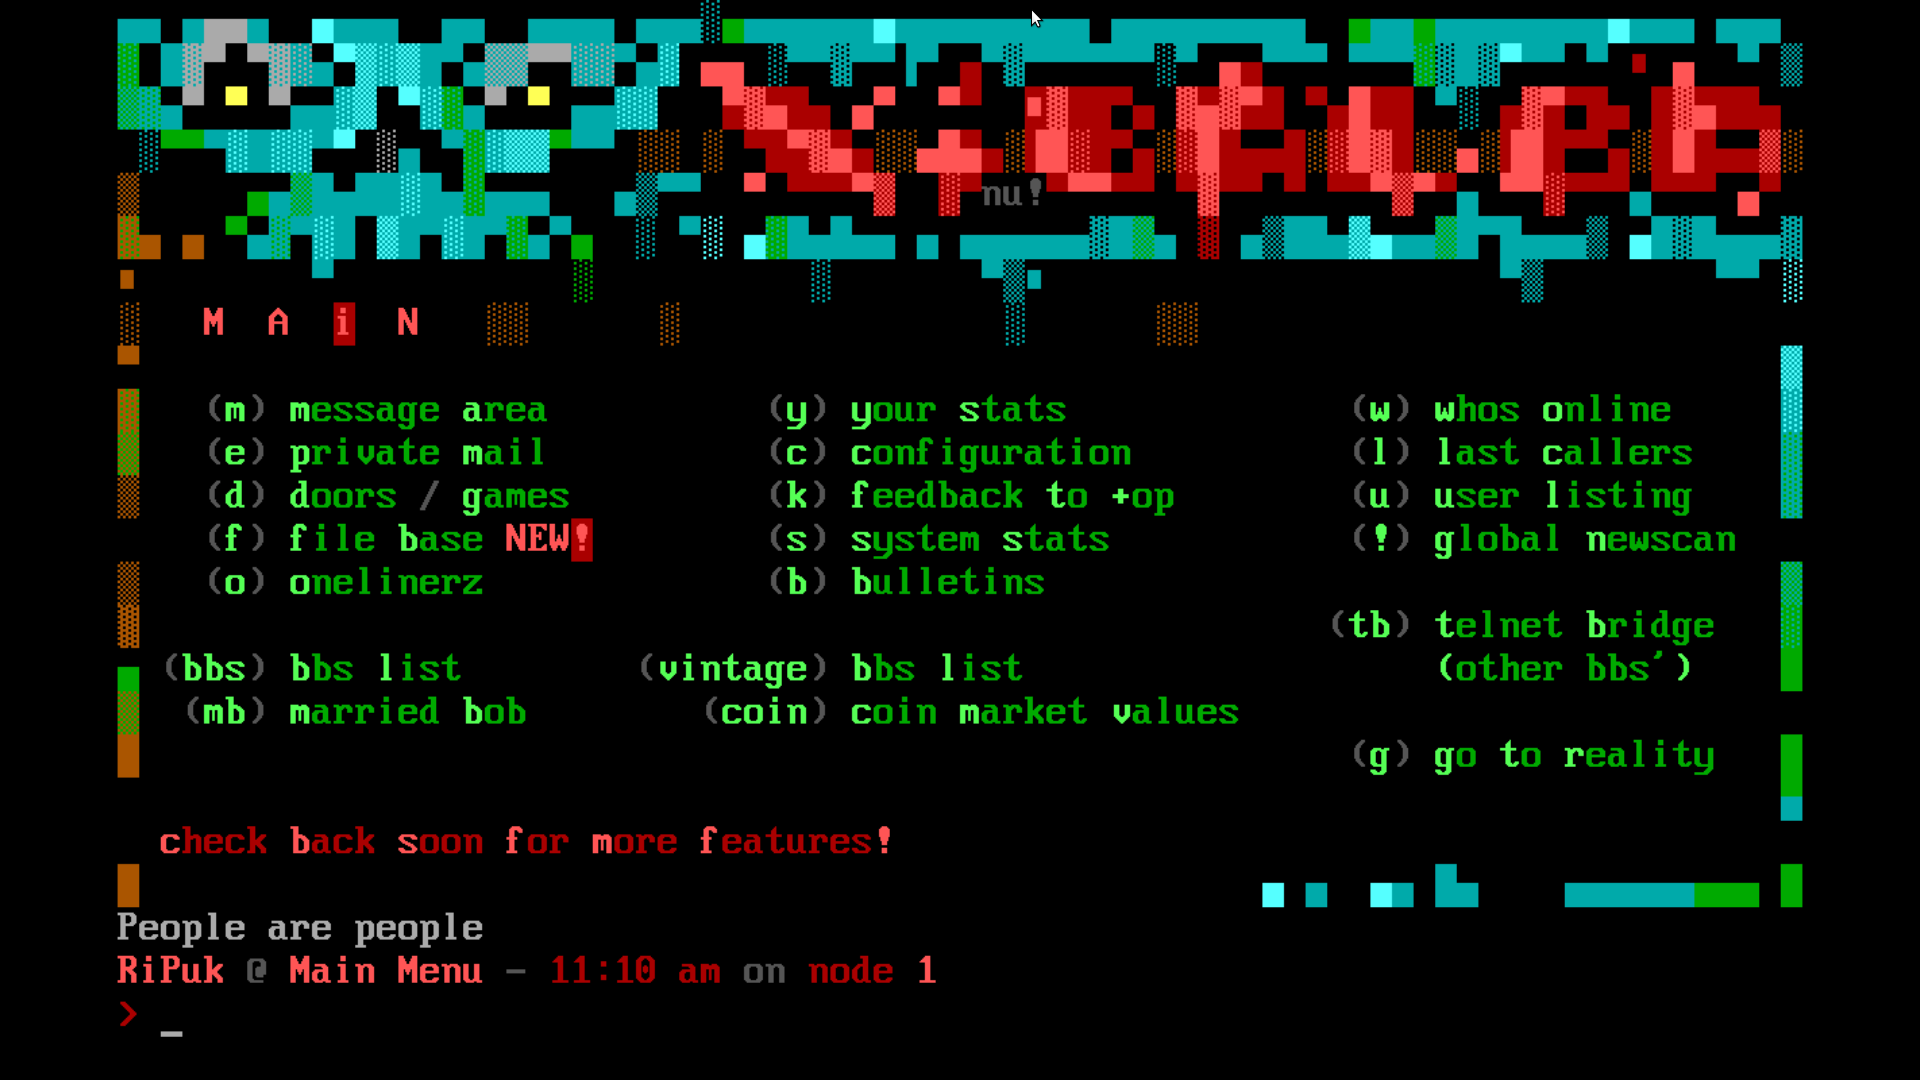 nu!
M A i N
(m) message area (y) your stats (w) whos online
(e) private mail (c) configuration (l) last callers
(d) doors / games (k) feedback to +op (u) user listing
(f) file base NEW! (s) system stats (!) global newscan
(o) onelinerz (b) bulletins
(tb) telnet bridge
(bbs) bbs list (vintage) bbs list (other bbs')
(mb) married bob (coin) coin market values
(g) go to reality
check back soon for more features!
People are people
RiPuk @ Main Menu - 11:10 am on node 1
> _